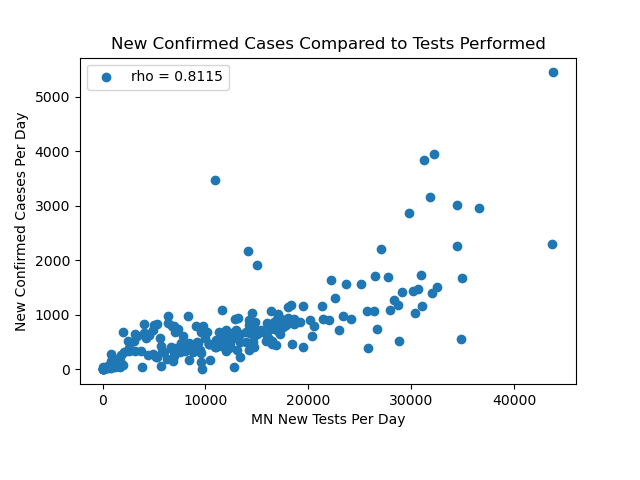 New Confirmed Cases Compared to Tests Performed
rho = 0.8115
New Confirmed Caeses Per Day
5000
4000
3000
2000
1000
0
0 10000 20000 30000 40000
MN New Tests Per Day